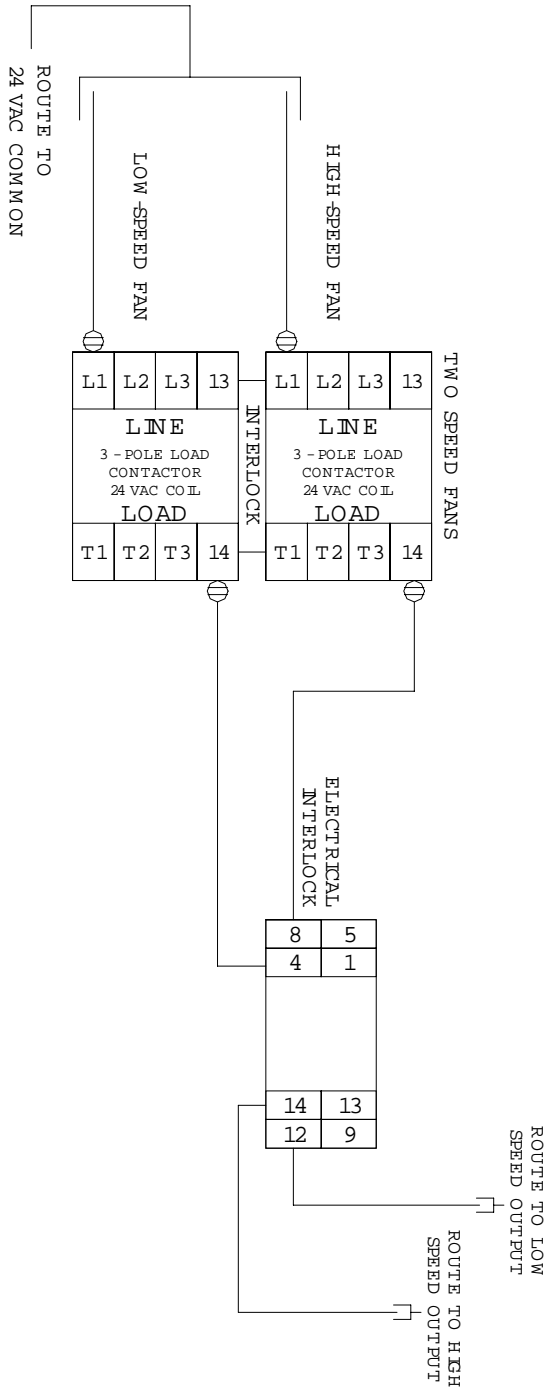 ROUTE TO
24 VAC COMMON
LOW-SPEED FAN
HIGH-SPEED FAN
TWO SPEED FANS
L1 L2 L3 13
LINE
3-POLE LOAD
CONTACTOR
24 VAC COIL
LOAD
T1 T2 T3 14
INTERLOCK
L1 L2 L3 13
LINE
3-POLE LOAD
CONTACTOR
24 VAC COIL
LOAD
T1 T2 T3 14
ELECTRICAL
INTERLOCK
8 5
4 1
14 13
12 9
ROUTE TO LOW
SPEED OUTPUT
ROUTE TO HIGH
SPEED OUTPUT